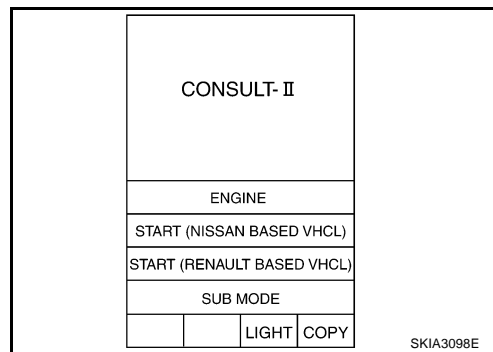 CONSULT-II
ENGINE
START (NISSAN BASED VHCL)
START (RENAULT BASED VHCL)
SUB MODE
LIGHT COPY
SKIA3098E